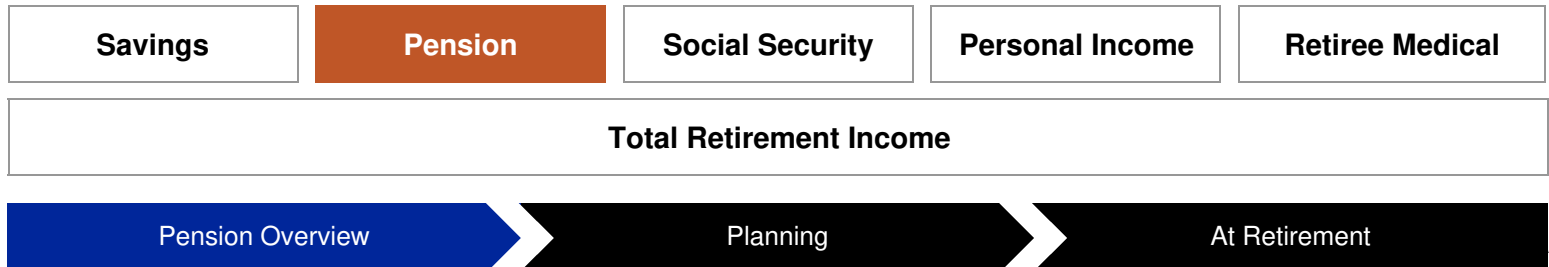 Savings Pension Social Security Personal Income Retiree Medical
Total Retirement Income
Pension Overview Planning At Retirement